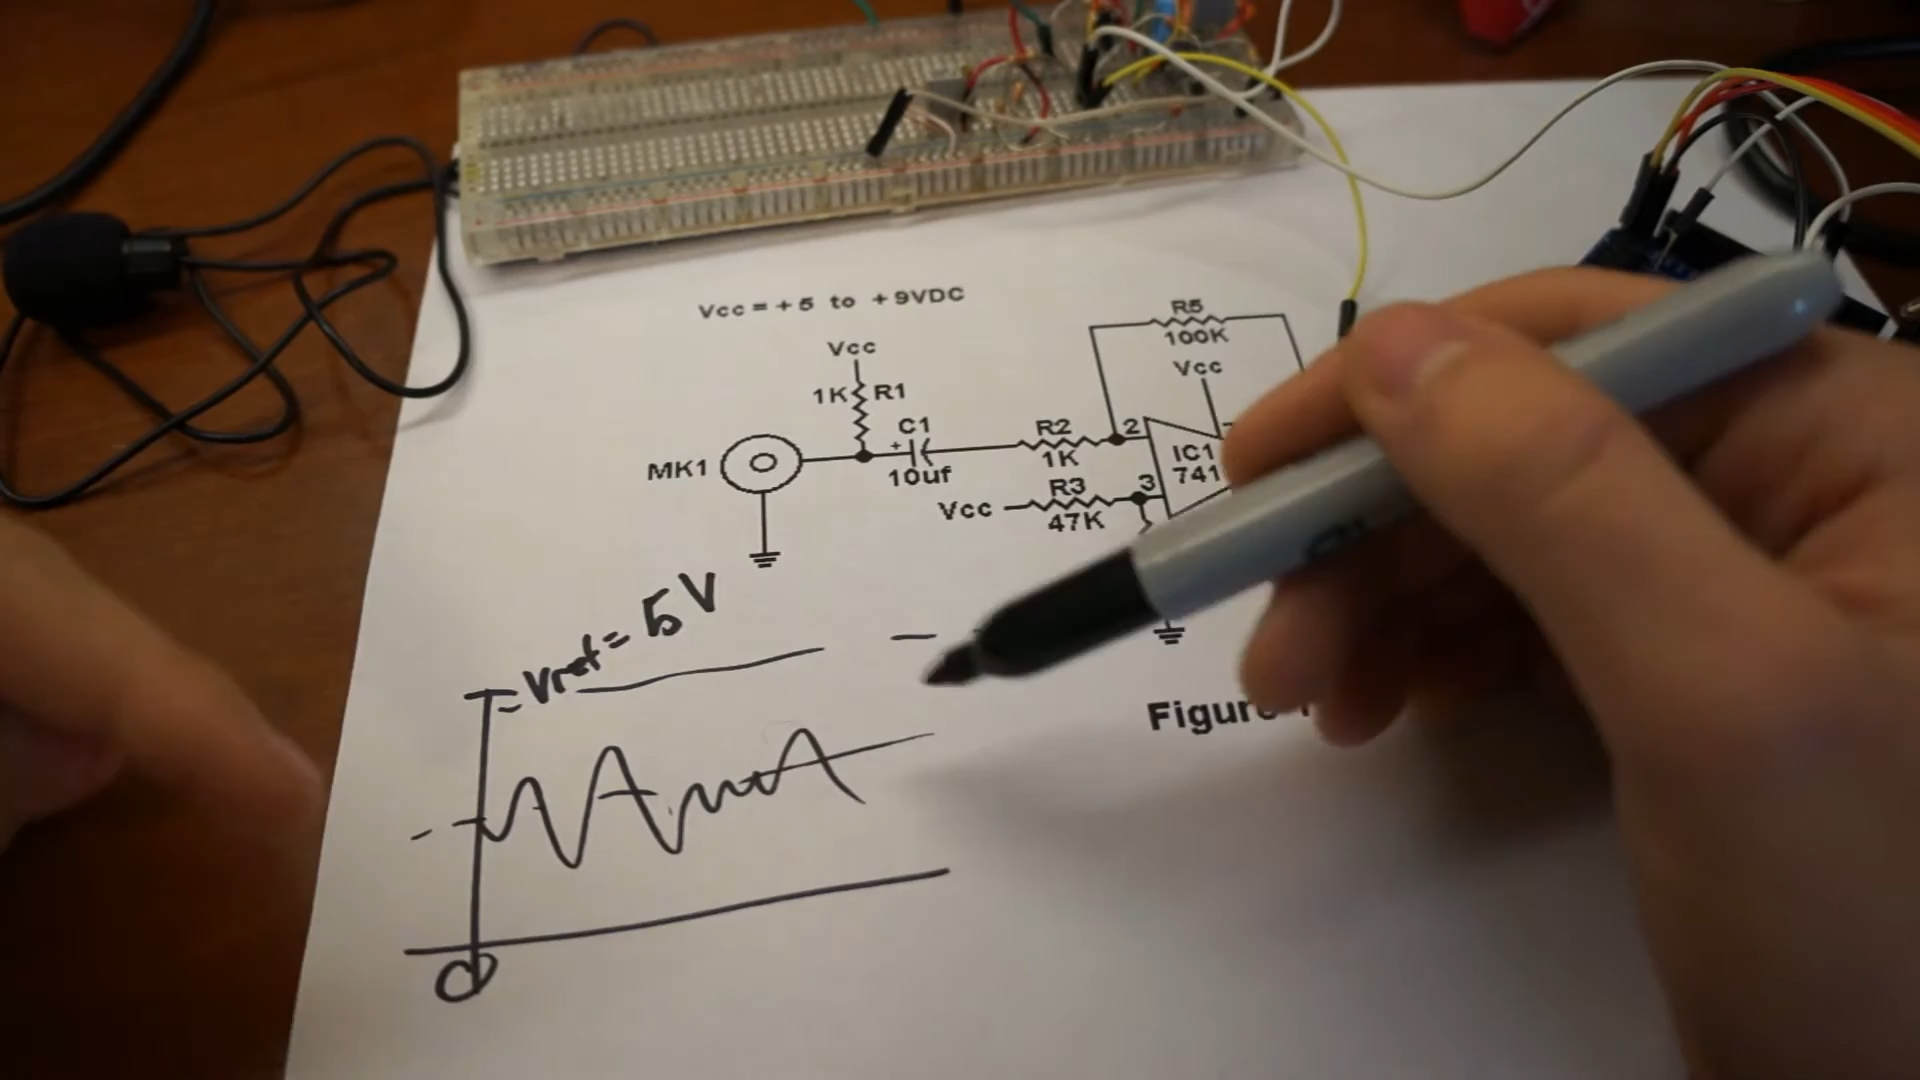 Vcc = +5 to +9VDC
Vcc
1K R1
C1
+
10uf
MK1
R2
1K
R5
100K
Vcc
2
IC1
741
3
Vcc
R3
47K
= Vref = 5V
0
Figure